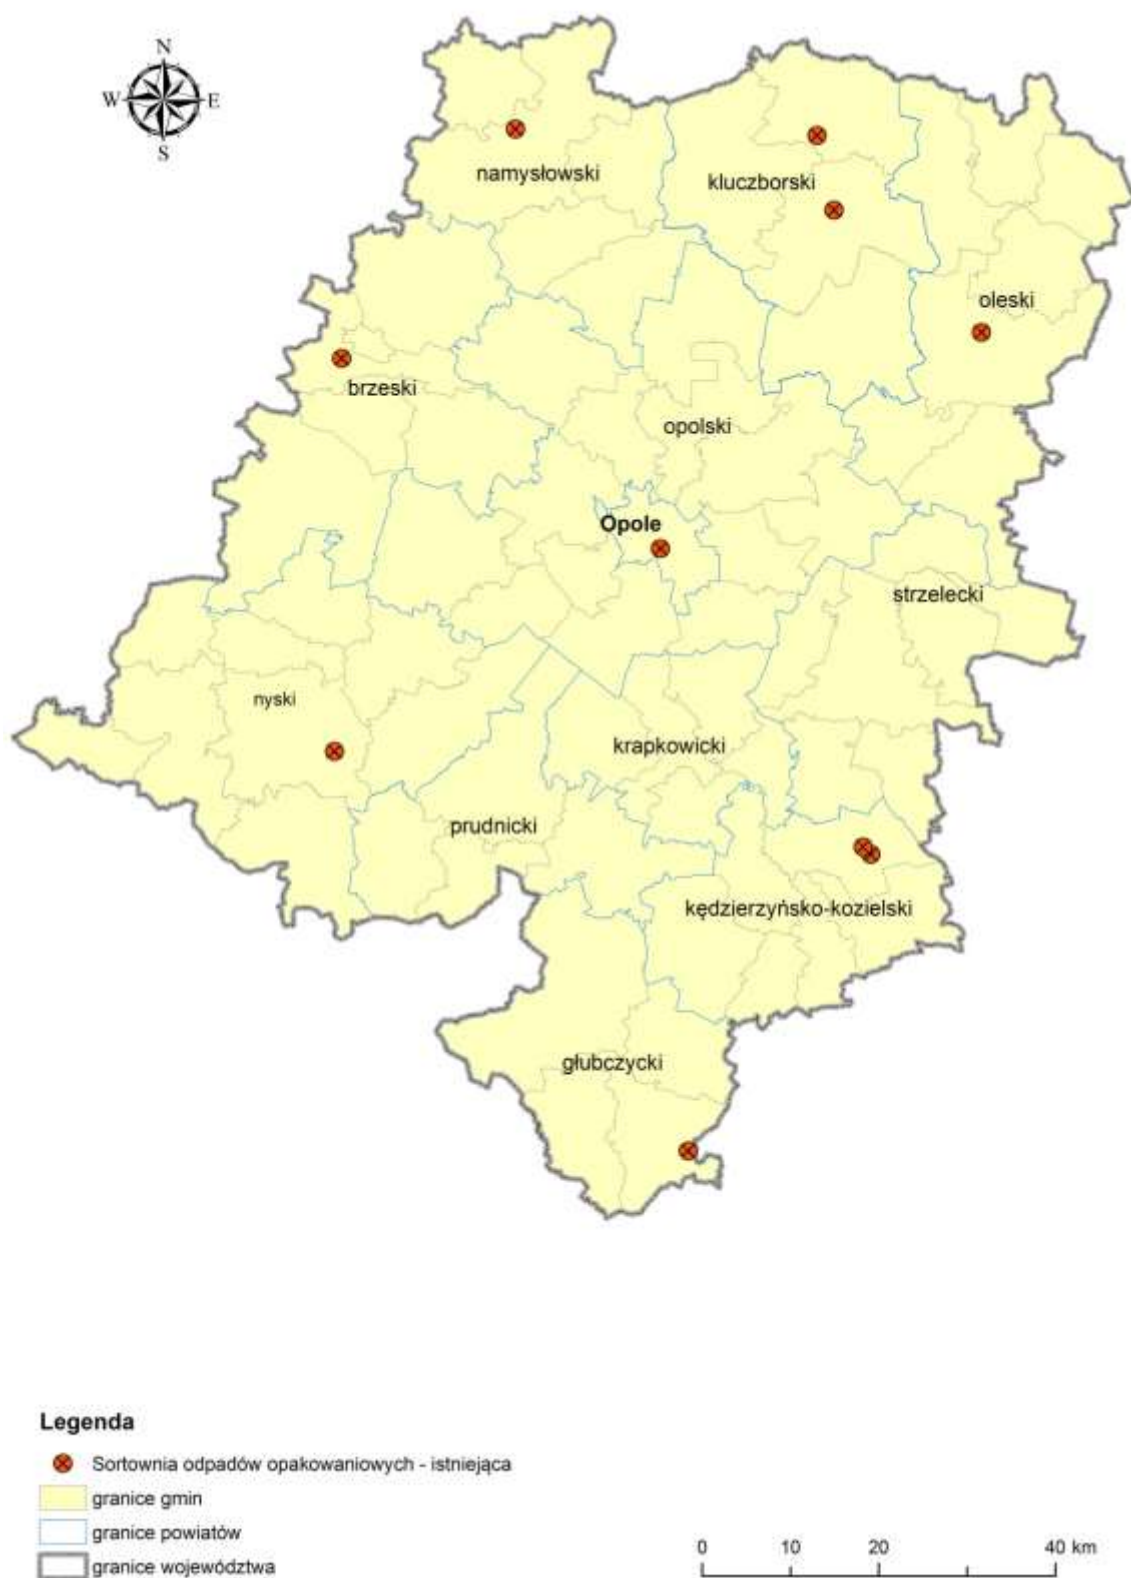 N
W E
S
namysłowski
kluczborski
oleski
brzeski
opolski
Opole
strzelecki
nyski
krapkowicki
prudnicki
kędzierzyńsko-kozielski
głubczycki
Legenda
Sortownia odpadów opakowaniowych - istniejąca
granice gmin
granice powiatów
granice województwa
0 10 20 40 km